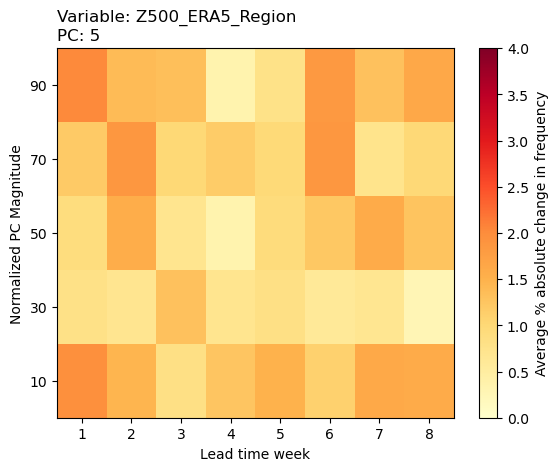 Variable: Z500_ERA5_Region
PC: 5
4.0
3.5
3.0
2.5
2.0
1.5
1.0
0.5
0.0
Average % absolute change in frequency
90
70
50
30
10
Normalized PC Magnitude
1 2 3 4 5 6 7 8
Lead time week